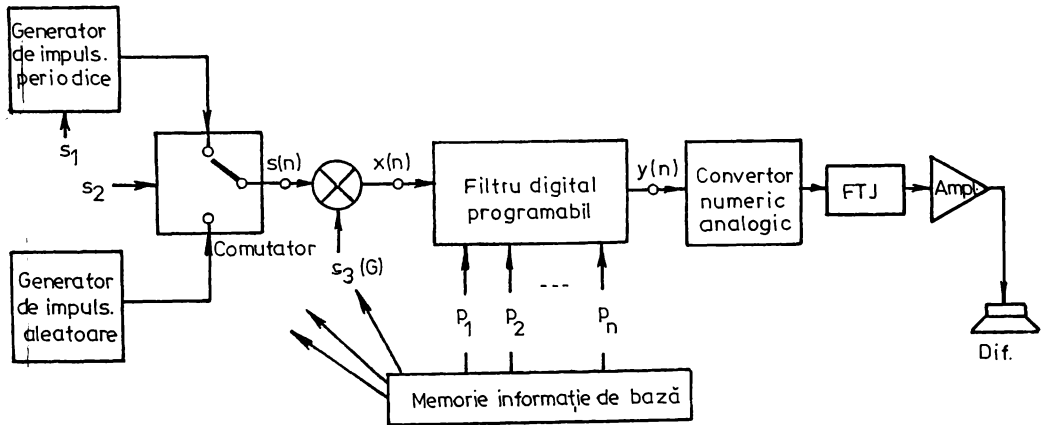 Generator
de impuls.
periodice
s1
s2
s(n)
Comutator
Generator
de impuls.
aleatoare
x(n)
s3(G)
Filtru digital
programabil
y(n)
Convertor
numeric
analogic
FTJ
Ampl.
Dif.
p1 p2 --- pn
Memorie informație de bază